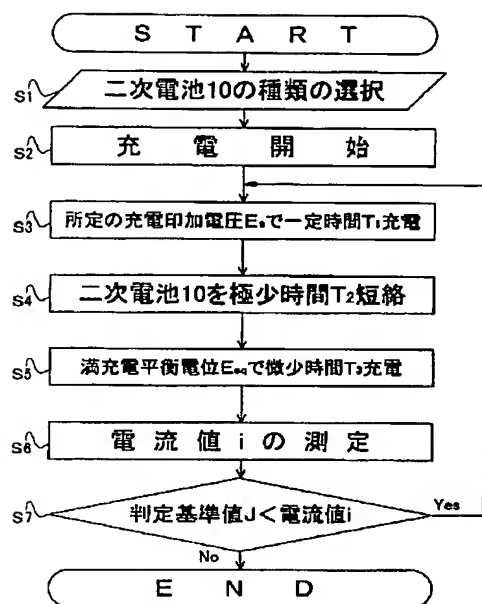 START
S1 二次電池10の種類の選択
S2 充電開始
S3 所定の充電印加電圧Esで一定時間T1充電
S4 二次電池10を極少時間T2短絡
S5 満充電平衡電位Eeqで微少時間T3充電
S6 電流値iの測定
S7 判定基準値J<電流値i
Yes
No
END